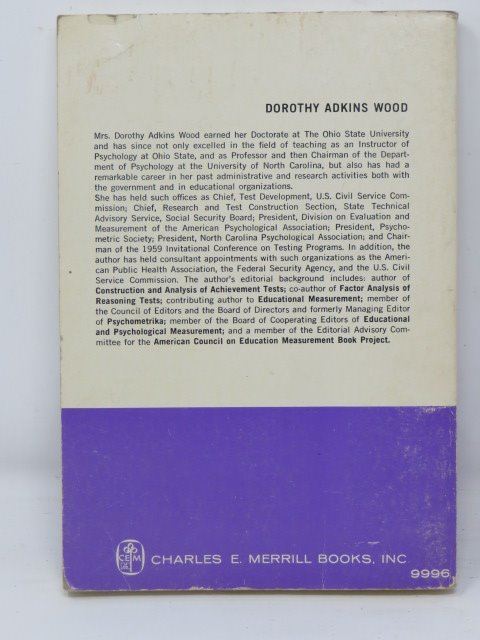 DOROTHY ADKINS WOOD
Mrs. Dorothy Adkins Wood earned her Doctorate at The Ohio State University
and has since not only excelled in the field of teaching as an Instructor of
Psychology at Ohio State, and as Professor and then Chairman of the Depart-
ment of Psychology at the University of North Carolina, but also has had a
remarkable career in her past administrative and research activities both with
the government and in educational organizations.
She has held such offices as Chief, Test Development, U.S. Civil Service Com-
mission; Chief, Research and Test Construction Section, State Technical
Advisory Service, Social Security Board; President, Division on Evaluation and
Measurement of the American Psychological Association; President, Psycho-
metric Society; President, North Carolina Psychological Association; and Chair-
man of the 1959 Invitational Conference on Testing Programs. In addition, the
author has held consultant appointments with such organizations as the Ameri-
can Public Health Association, the Federal Security Agency, and the U.S. Civil
Service Commission. The author's editorial background includes: author of
Construction and Analysis of Achievement Tests; co-author of Factor Analysis of
Reasoning Tests; contributing author to Educational Measurement; member of
the Council of Editors and the Board of Directors and formerly Managing Editor
of Psychometrika; member of the Board of Cooperating Editors of Educational
and Psychological Measurement; and a member of the Editorial Advisory Com-
mittee for the American Council on Education Measurement Book Project.
CEM
CHARLES E. MERRILL BOOKS, INC
9996